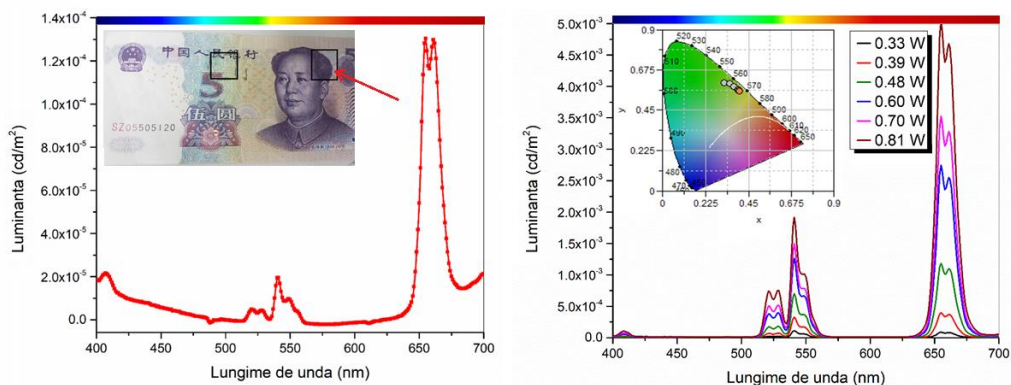 1.4x10⁻⁴
1.2x10⁻⁴
1.0x10⁻⁴
8.0x10⁻⁵
6.0x10⁻⁵
4.0x10⁻⁵
2.0x10⁻⁵
0.0
Luminanta (cd/m²)
中国人民银行
5
5
伍圆
SZ05505120
400 450 500 550 600 650 700
Lungime de unda (nm)
5.0x10⁻³
4.5x10⁻³
4.0x10⁻³
3.5x10⁻³
3.0x10⁻³
2.5x10⁻³
2.0x10⁻³
1.5x10⁻³
1.0x10⁻³
5.0x10⁻⁴
0.0
Luminanta (cd/m²)
0.9
0.675
0.45
0.225
0
y
0 0.225 0.45 0.675 0.9
x
520
530
540
550
560
570
580
590
600
610
620
650
510
480
470
0.33 W
0.39 W
0.48 W
0.60 W
0.70 W
0.81 W
400 450 500 550 600 650 700
Lungime de unda (nm)